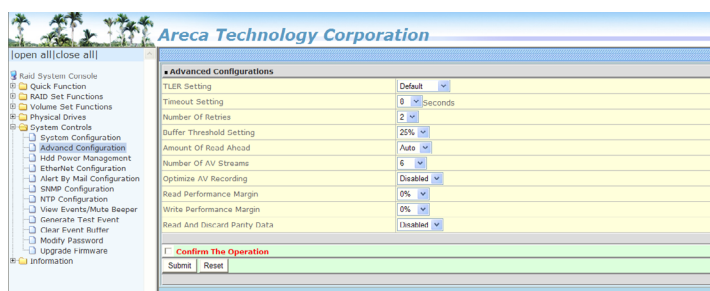 Areca Technology Corporation
|open all|close all|
Raid System Console
Quick Function
RAID Set Functions
Volume Set Functions
Physical Drives
System Controls
System Configuration
Advancd Configuration
Hdd Power Management
EtherNet Configuration
Alert By Mail Configuration
SNMP Configuration
NTP Configuration
View Events/Mute Beeper
Generate Test Event
Clear Event Buffer
Modify Password
Upgrade Firmware
Information
Advanced Configurations
TLER Setting Default
Timeout Setting 8 Seconds
Number Of Retries 2
Buffer Threshold Setting 25%
Amount Of Read Ahead Auto
Number Of AV Streams 6
Optimize AV Recording Disabled
Read Performance Margin 0%
Write Performance Margin 0%
Read And Discard Parity Data Disabled
Confirm The Operation
Submit Reset